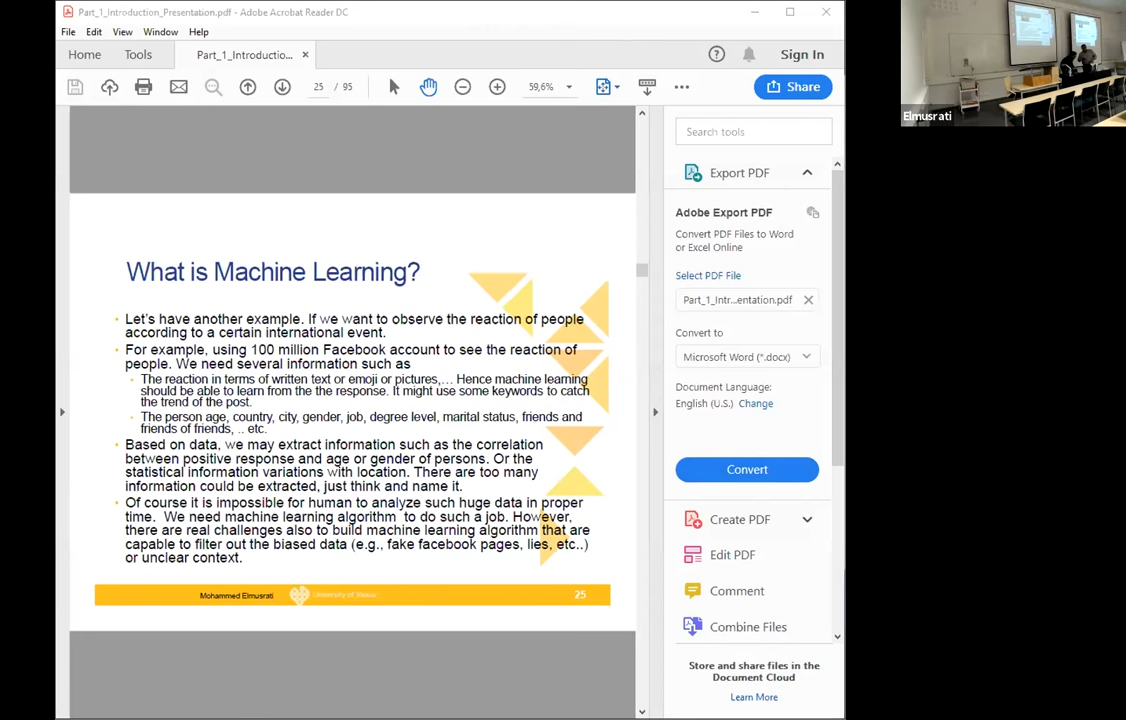 Part_1_Introduction_Presentation.pdf - Adobe Acrobat Reader DC
File Edit View Window Help
Home Tools Part_1_Introductio... × Sign In
25 / 95 59,6% Share
What is Machine Learning?
• Let's have another example. If we want to observe the reaction of people
according to a certain international event.
• For example, using 100 million Facebook account to see the reaction of
people. We need several information such as
• The reaction in terms of written text or emoji or pictures,... Hence machine learning
should be able to learn from the the response. It might use some keywords to catch
the trend of the post.
• The person age, country, city, gender, job, degree level, marital status, friends and
friends of friends, .. etc.
• Based on data, we may extract information such as the correlation
between positive response and age or gender of persons. Or the
statistical information variations with location. There are too many
information could be extracted, just think and name it.
• Of course it is impossible for human to analyze such huge data in proper
time. We need machine learning algorithm to do such a job. However,
there are real challenges also to build machine learning algorithm that are
capable to filter out the biased data (e.g., fake facebook pages, lies, etc..)
or unclear context.
Mohammed Elmusrati University of Vaasa 25
Search tools
Export PDF
Adobe Export PDF
Convert PDF Files to Word
or Excel Online
Select PDF File
Part_1_Intr...entation.pdf
Convert to
Microsoft Word (*.docx)
Document Language:
English (U.S.) Change
Convert
Create PDF
Edit PDF
Comment
Combine Files
Store and share files in the
Document Cloud
Learn More
Elmusrati